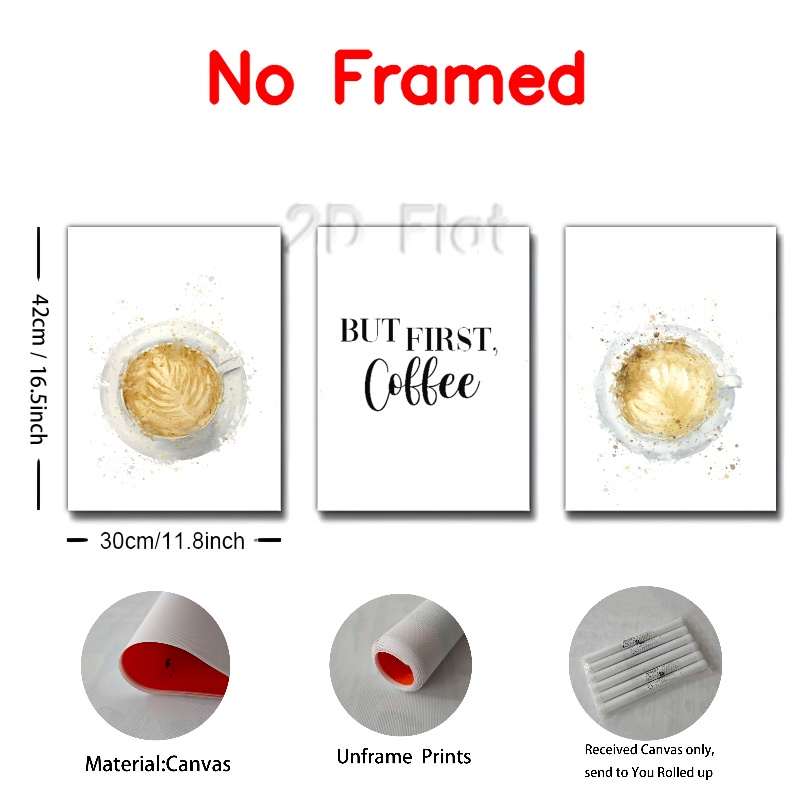 No Framed
2D Flat
42cm / 16.5inch
BUT FIRST,
Coffee
30cm/11.8inch
Material:Canvas
Unframe Prints
Received Canvas only,
send to You Rolled up